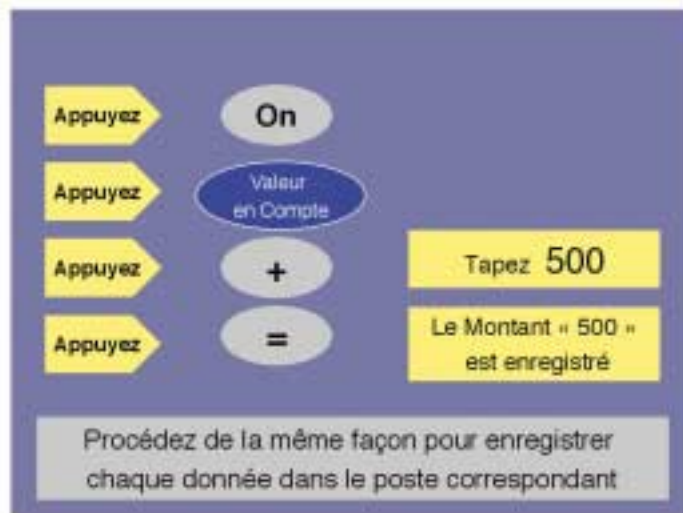 Appuyez On
Appuyez Valeur
en Compte
Appuyez + Tapez 500
Appuyez = Le Montant « 500 »
est enregistré
Procédez de la même façon pour enregistrer
chaque donnée dans le poste correspondant